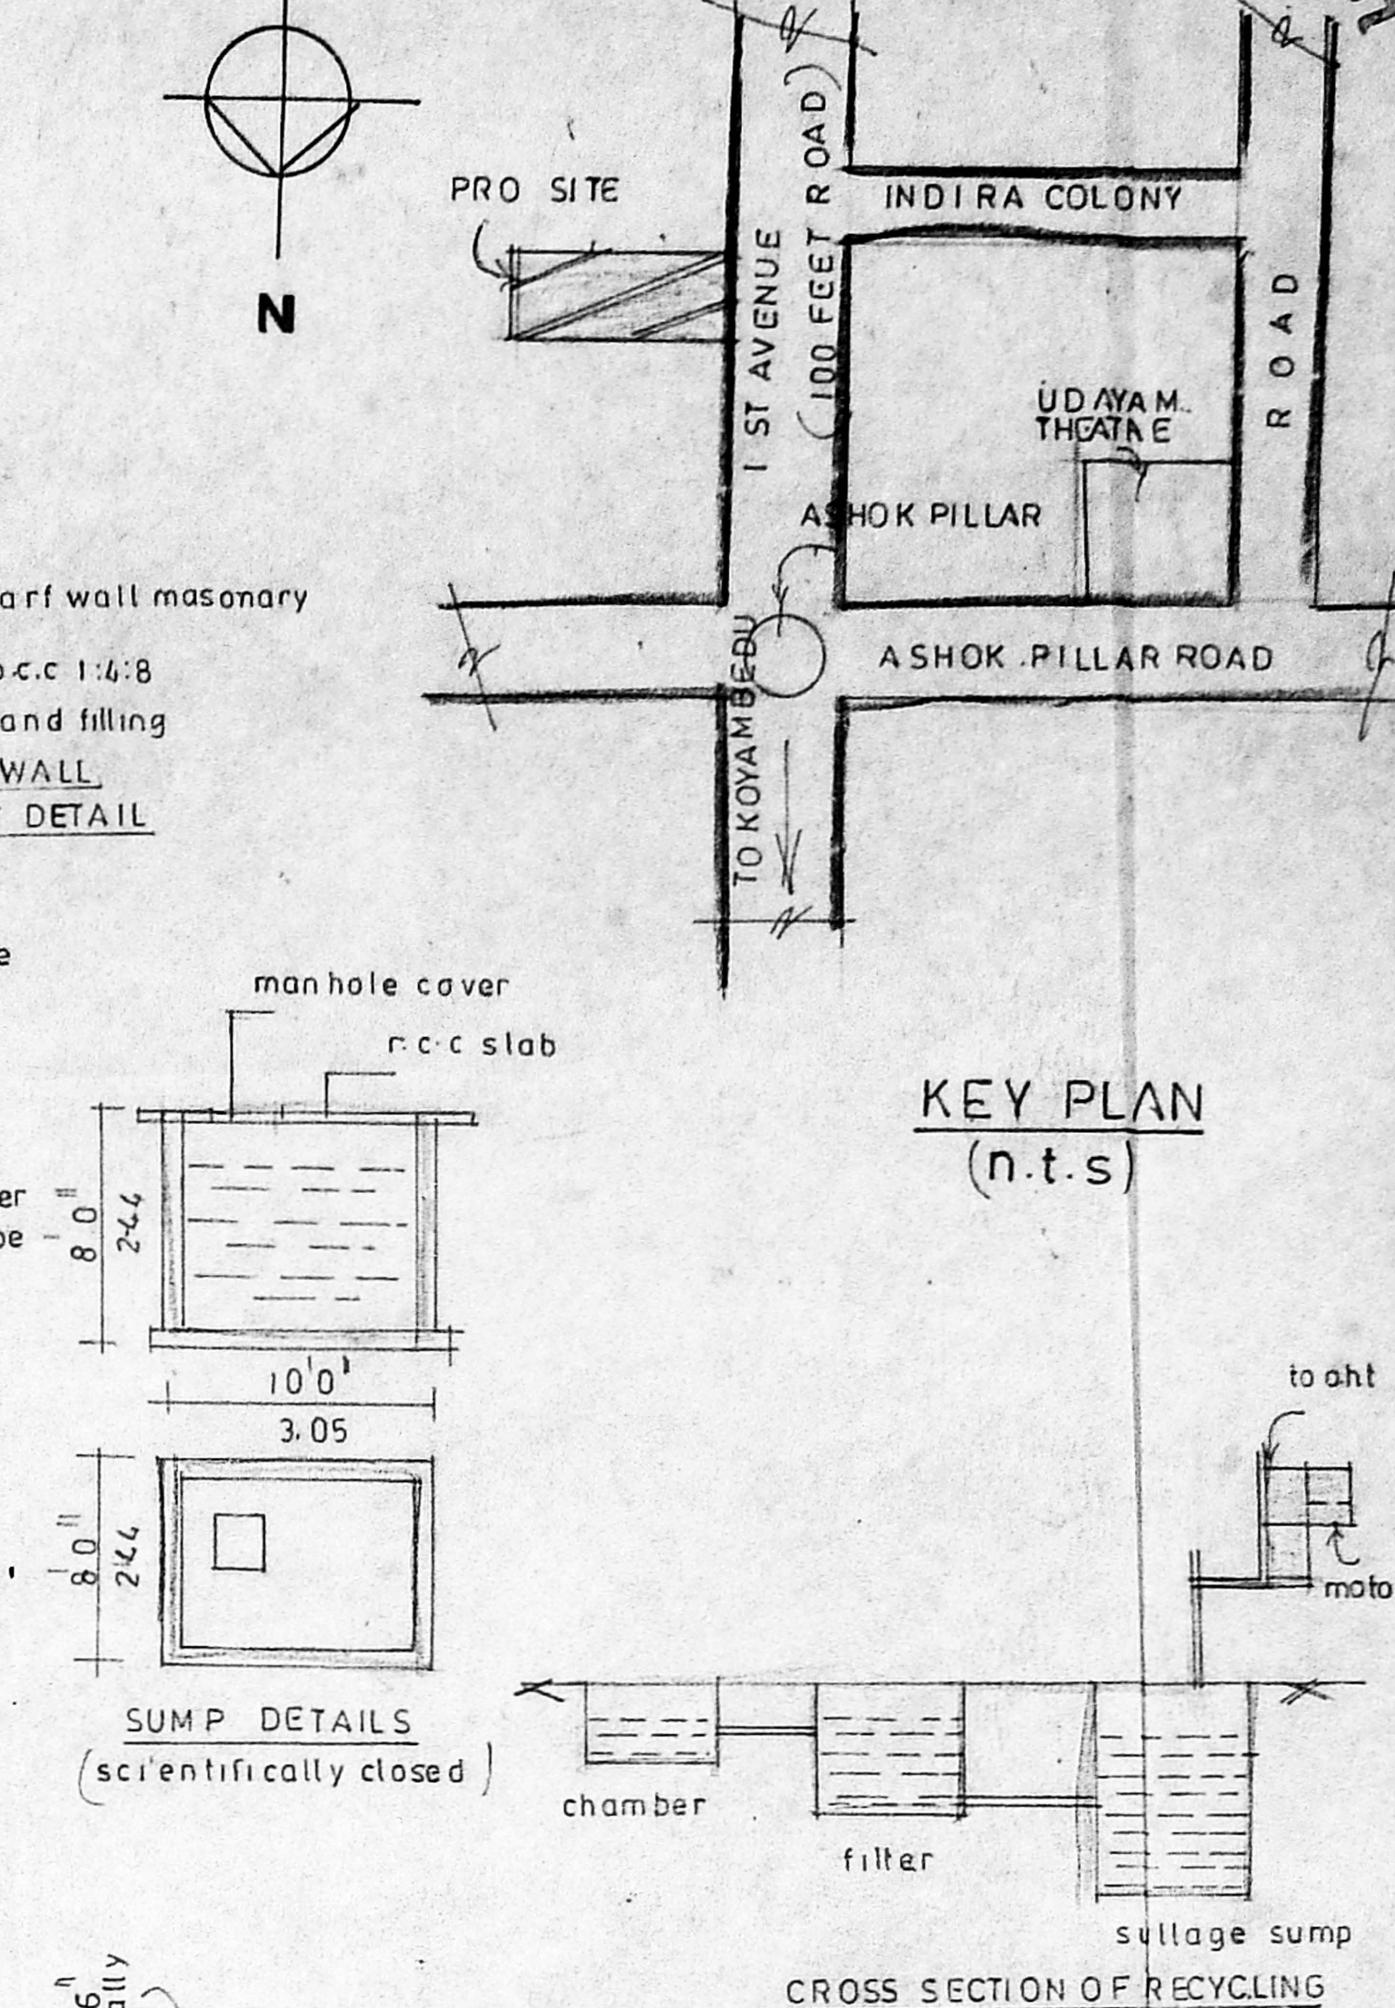 N
PRO SITE
1 ST AVENUE
(100 FEET ROAD)
INDIRA COLONY
ROAD
UDAYAM
THEATRE
ASHOK PILLAR
ASHOK PILLAR ROAD
TO KOYAMBEDU
KEY PLAN
(n.t.s)
arf wall masonary
.c.c 1:4:8
and filling
WALL
DETAIL
e
manhole cover
r.c.c slab
er
pe
8'0"
2.44
10'0"
3.05
8'0"
2.44
SUMP DETAILS
(scientifically closed)
to oht
moto
chamber
filter
sullage sump
CROSS SECTION OF RECYCLING
6"
ally